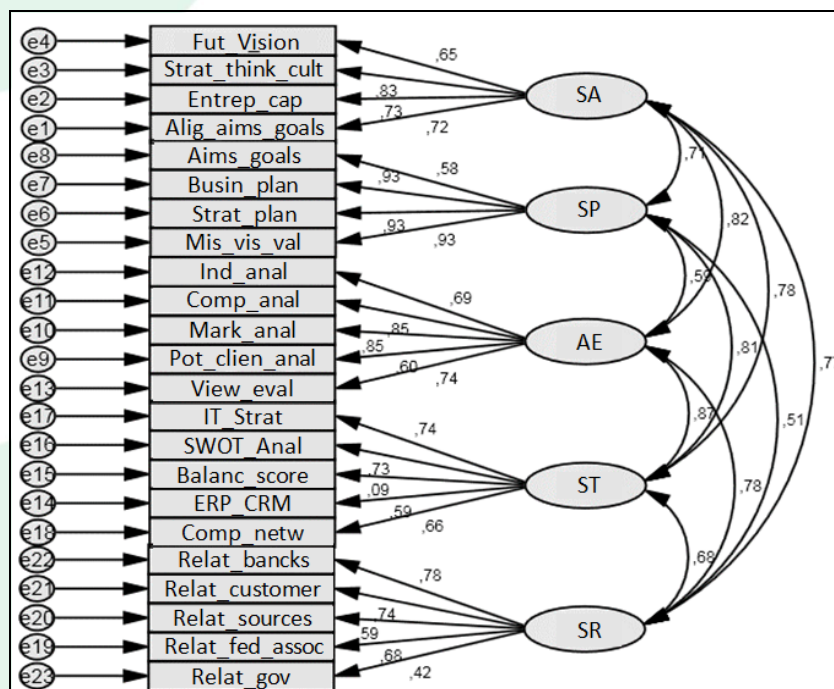 e4 Fut_Vision
,65
e3 Strat_think_cult
SA
,83
e2 Entrep_cap
,73
e1 Alig_aims_goals
,72
e8 Aims_goals
,71
,58
e7 Busin_plan
,93
SP
e6 Strat_plan
,82
,93
e5 Mis_vis_val
,93
e12 Ind_anal
,59
,78
,69
e11 Comp_anal
e10 Mark_anal
,85
AE
,81
e9 Pot_clien_anal
,85
,60
,74
e13 View_eval
e17 IT_Strat
,87
,51
,74
e16 SWOT_Anal
,73
e15 Balanc_score
ST
,78
,09
e14 ERP_CRM
,59
,66
e18 Comp_netw
e22 Relat_bancks
,68
,78
e21 Relat_customer
,74
e20 Relat_sources
SR
59
e19 Relat_fed_assoc
,68
,42
e23 Relat_gov